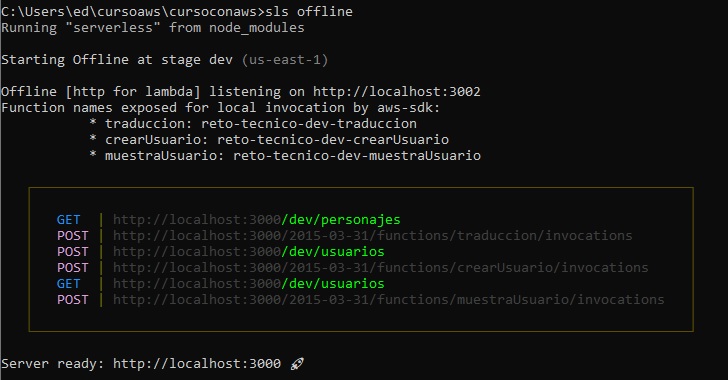 C:\Users\ed\cursoaws\cursoconaws>sls offline
Running "serverless" from node_modules
Starting Offline at stage dev (us-east-1)
Offline [http for lambda] listening on http://localhost:3002
Function names exposed for local invocation by aws-sdk:
* traduccion: reto-tecnico-dev-traduccion
* crearUsuario: reto-tecnico-dev-crearUsuario
* muestraUsuario: reto-tecnico-dev-muestraUsuario
GET | http://localhost:3000/dev/personajes
POST | http://localhost:3000/2015-03-31/functions/traduccion/invocations
POST | http://localhost:3000/dev/usuarios
POST | http://localhost:3000/2015-03-31/functions/crearUsuario/invocations
GET | http://localhost:3000/dev/usuarios
POST | http://localhost:3000/2015-03-31/functions/muestraUsuario/invocations
Server ready: http://localhost:3000 🚀